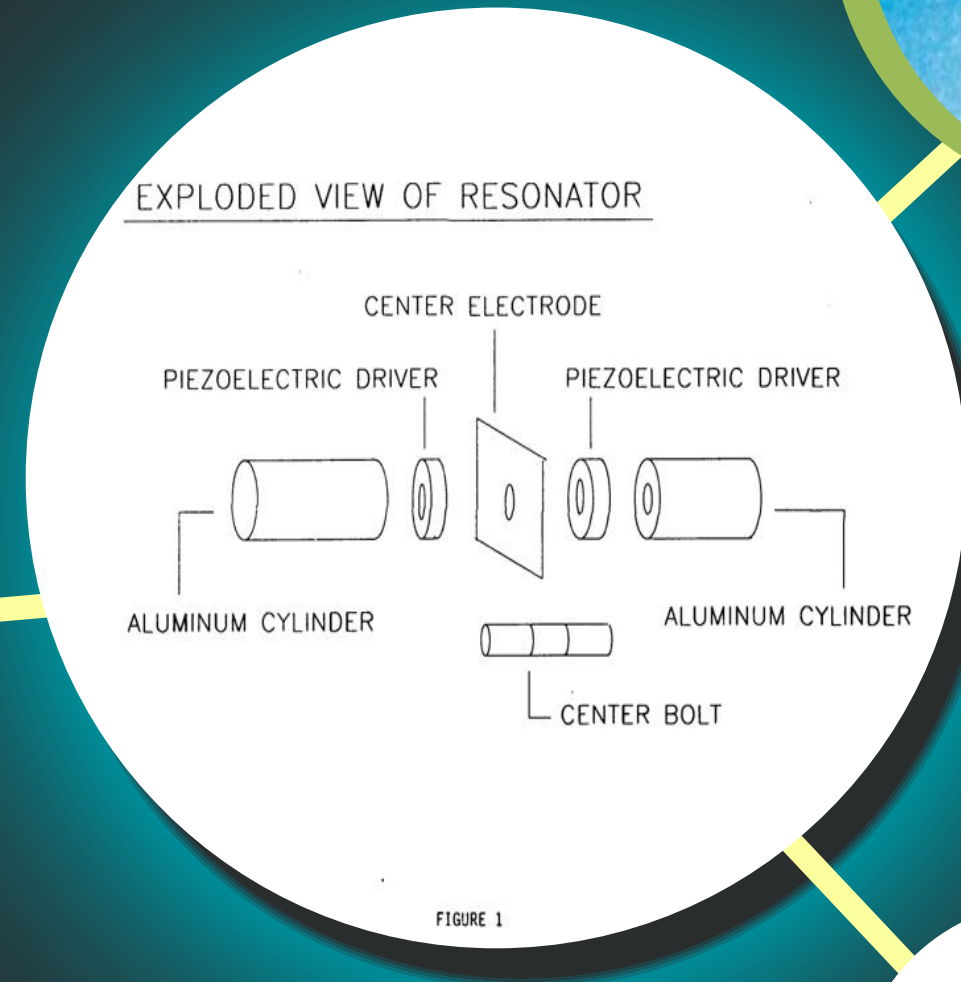 EXPLODED VIEW OF RESONATOR
CENTER ELECTRODE
PIEZOELECTRIC DRIVER
PIEZOELECTRIC DRIVER
ALUMINUM CYLINDER
ALUMINUM CYLINDER
CENTER BOLT
FIGURE 1